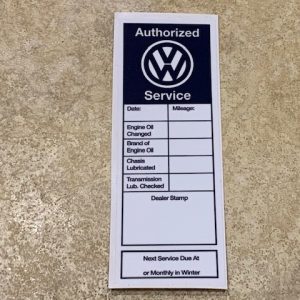 Authorized
VW
Service
Date: Mileage:
Engine Oil
Changed
Brand of
Engine Oil
Chasis
Lubricated
Transmission
Lub. Checked
Dealer Stamp
Next Service Due At
or Monthly in Winter